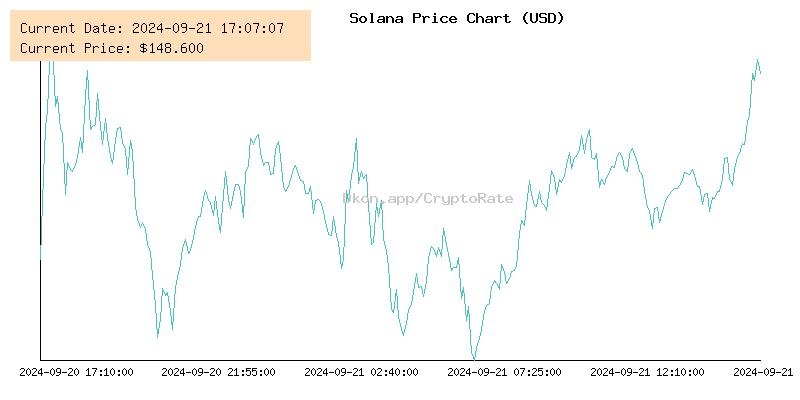 Solana Price Chart (USD)
Current Date: 2024-09-21 17:07:07
Current Price: $148.600
Dkdn.app/CryptoRate
2024-09-20 17:10:00
2024-09-20 21:55:00
2024-09-21 02:40:00
2024-09-21 07:25:00
2024-09-21 12:10:00
2024-09-21